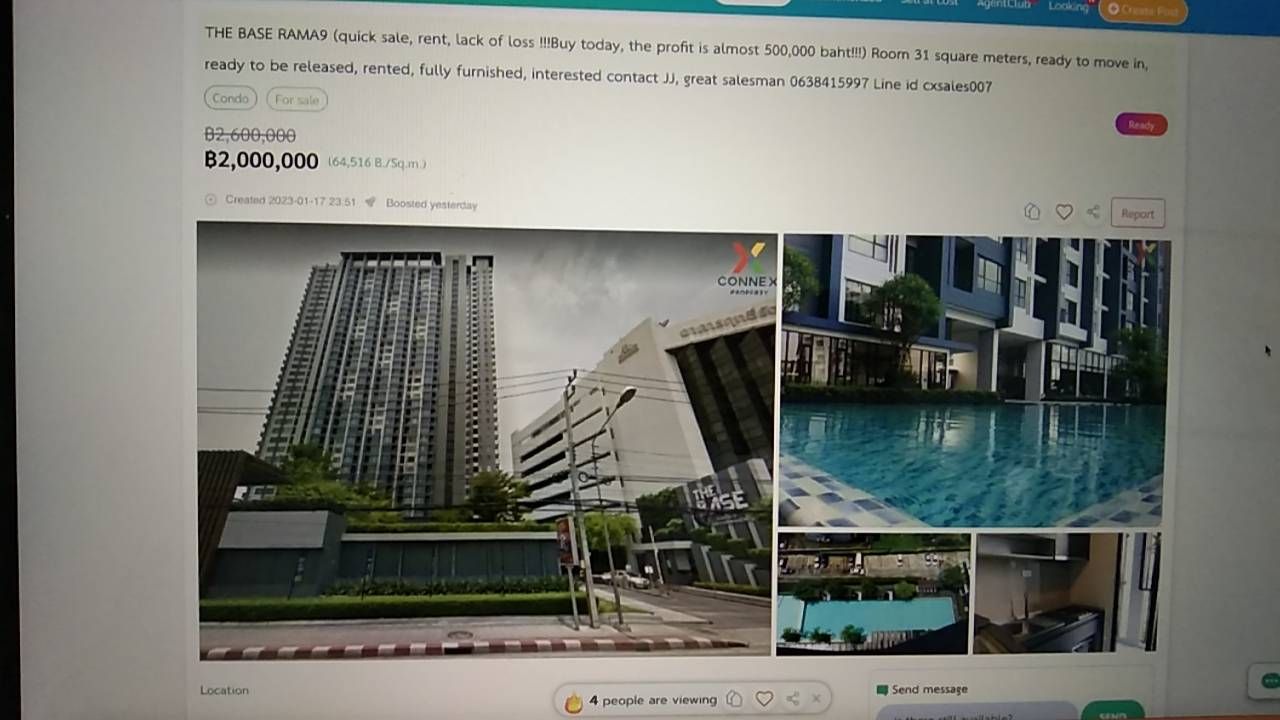 AgentClub
Looking
Create Post
THE BASE RAMA9 (quick sale, rent, lack of loss !!!Buy today, the profit is almost 500,000 baht!!!) Room 31 square meters, ready to move in,
ready to be released, rented, fully furnished, interested contact JJ, great salesman 0638415997 Line id cxsales007
Condo
For sale
฿2,600,000
Ready
฿2,000,000 (64,516 B./Sq.m.)
Created 2023-01-17 23:51
Boosted yesterday
Report
CONNEX
PROPERTY
THE
BASE
Location
4 people are viewing
Send message
SEND